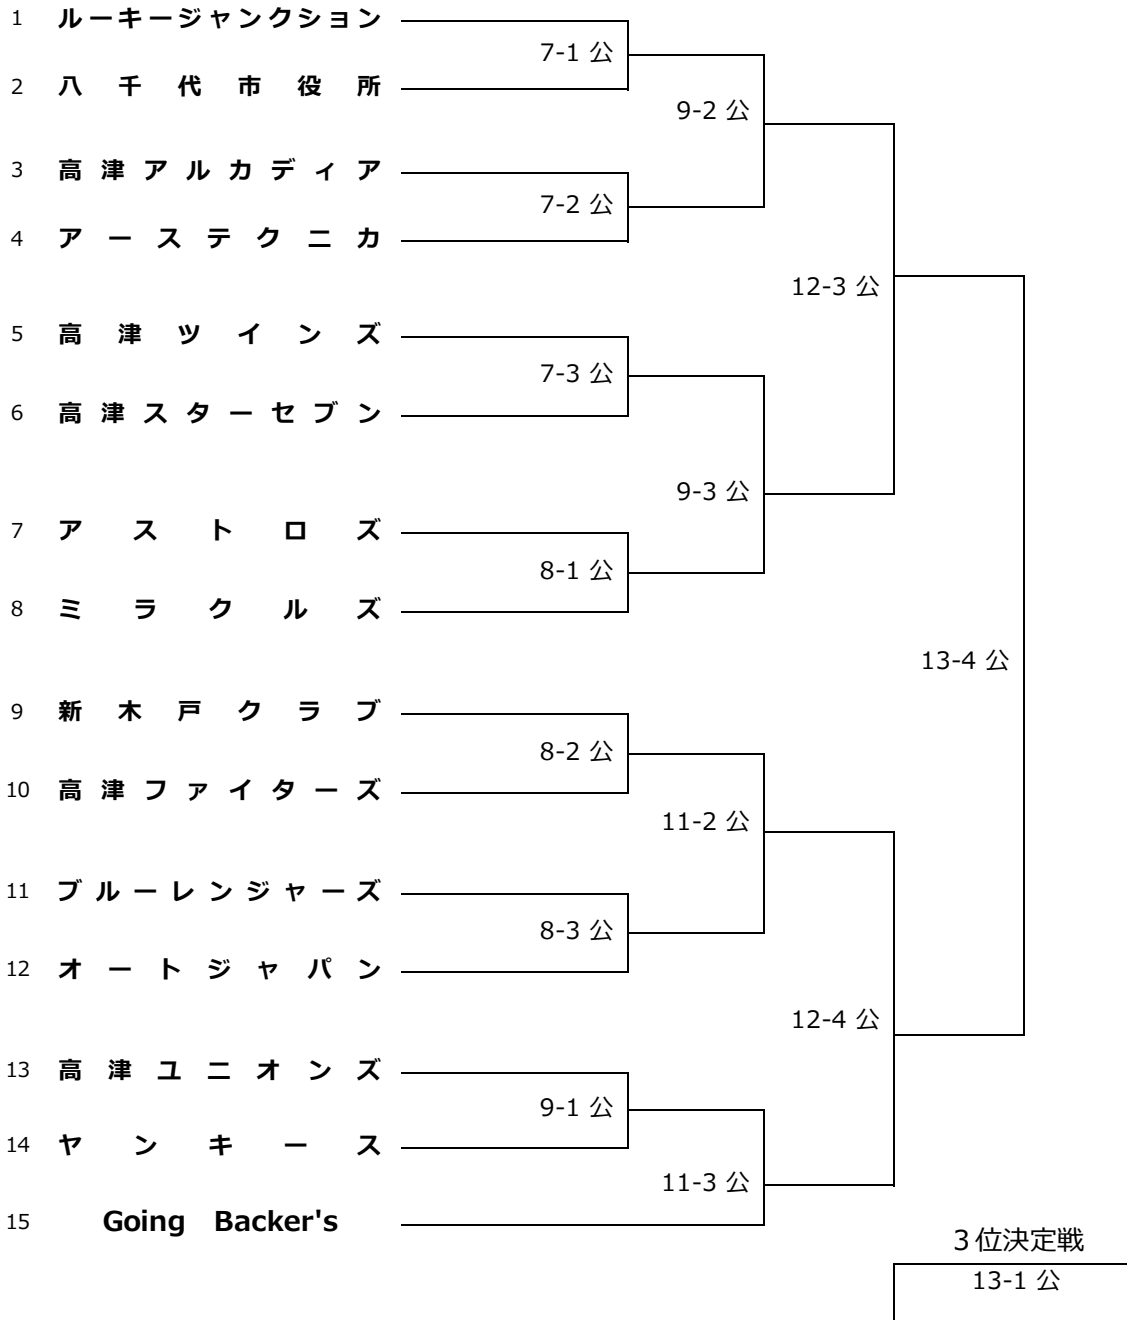 1 ルーキージャンクション
7-1 公
2 八千代市役所
9-2 公
3 高津アルカディア
7-2 公
4 アーステクニカ
12-3 公
5 高津ツインズ
7-3 公
6 高津スターセブン
9-3 公
7 アストロズ
8-1 公
8 ミラクルズ
13-4 公
9 新木戸クラブ
8-2 公
10 高津ファイターズ
11-2 公
11 ブルーレンジャーズ
8-3 公
12 オートジャパン
12-4 公
13 高津ユニオンズ
9-1 公
14 ヤンキース
11-3 公
15 Going Backer's
３位決定戦
13-1 公